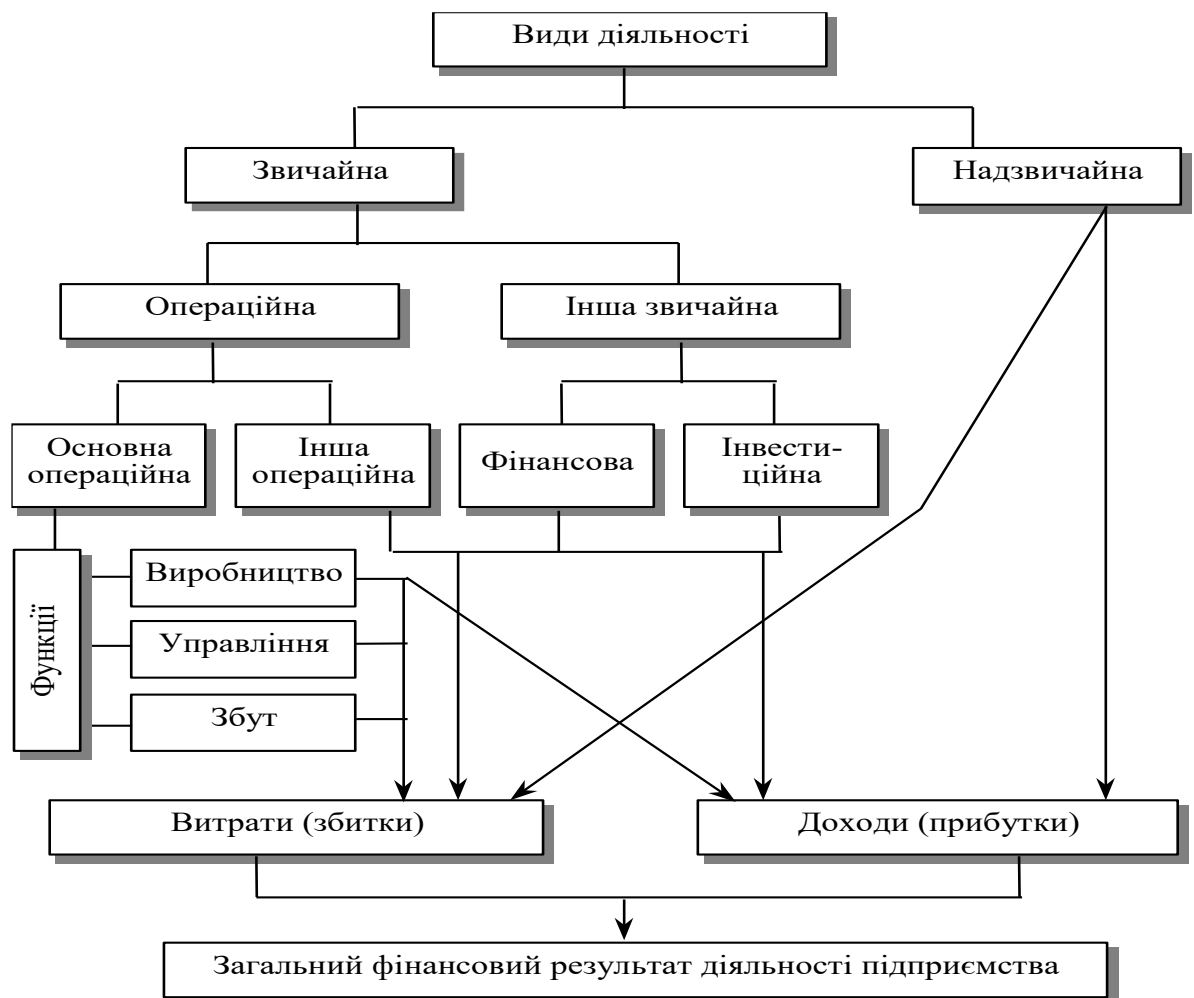 Види діяльності
Звичайна
Надзвичайна
Операційна
Інша звичайна
Основна
операційна
Інша
операційна
Фінансова
Інвести-
ційна
Функції
Виробництво
Управління
Збут
Витрати (збитки)
Доходи (прибутки)
Загальний фінансовий результат діяльності підприємства